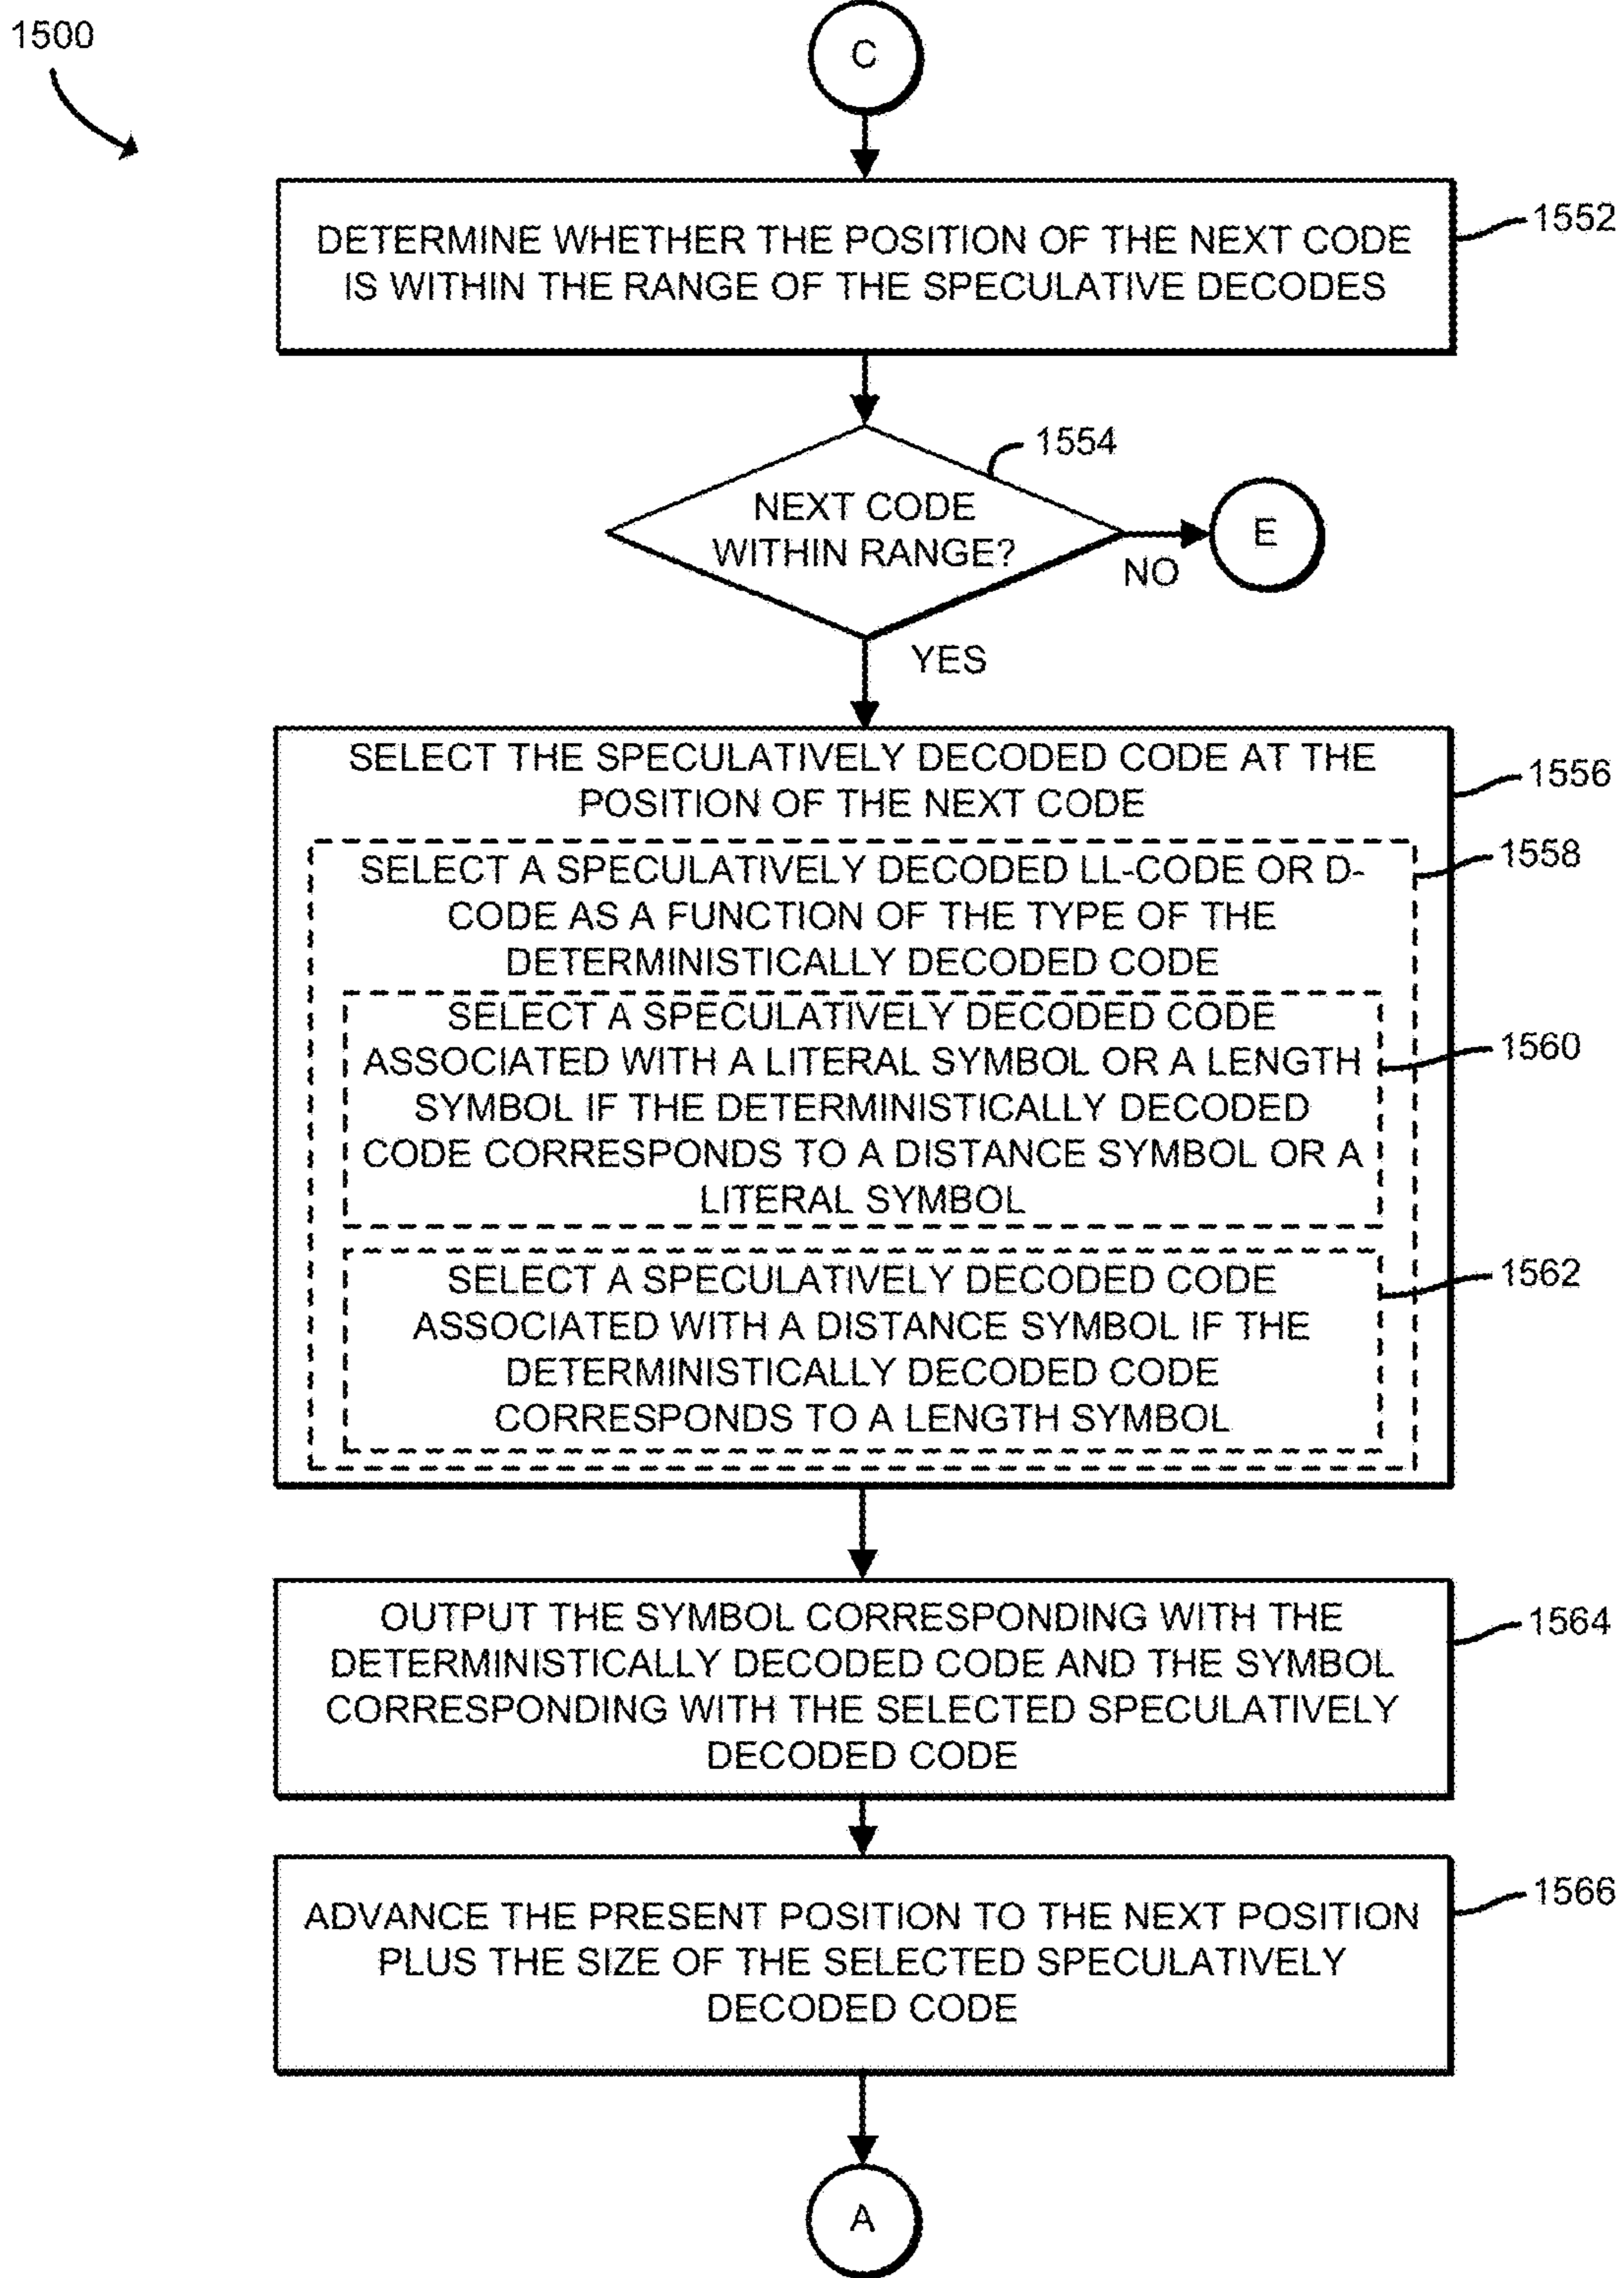 1500
C
DETERMINE WHETHER THE POSITION OF THE NEXT CODE
IS WITHIN THE RANGE OF THE SPECULATIVE DECODES
1552
1554
NEXT CODE
WITHIN RANGE?
NO
E
YES
SELECT THE SPECULATIVELY DECODED CODE AT THE
POSITION OF THE NEXT CODE
1556
SELECT A SPECULATIVELY DECODED LL-CODE OR D-
CODE AS A FUNCTION OF THE TYPE OF THE
DETERMINISTICALLY DECODED CODE
1558
SELECT A SPECULATIVELY DECODED CODE
ASSOCIATED WITH A LITERAL SYMBOL OR A LENGTH
SYMBOL IF THE DETERMINISTICALLY DECODED
CODE CORRESPONDS TO A DISTANCE SYMBOL OR A
LITERAL SYMBOL
1560
SELECT A SPECULATIVELY DECODED CODE
ASSOCIATED WITH A DISTANCE SYMBOL IF THE
DETERMINISTICALLY DECODED CODE
CORRESPONDS TO A LENGTH SYMBOL
1562
OUTPUT THE SYMBOL CORRESPONDING WITH THE
DETERMINISTICALLY DECODED CODE AND THE SYMBOL
CORRESPONDING WITH THE SELECTED SPECULATIVELY
DECODED CODE
1564
ADVANCE THE PRESENT POSITION TO THE NEXT POSITION
PLUS THE SIZE OF THE SELECTED SPECULATIVELY
DECODED CODE
1566
A